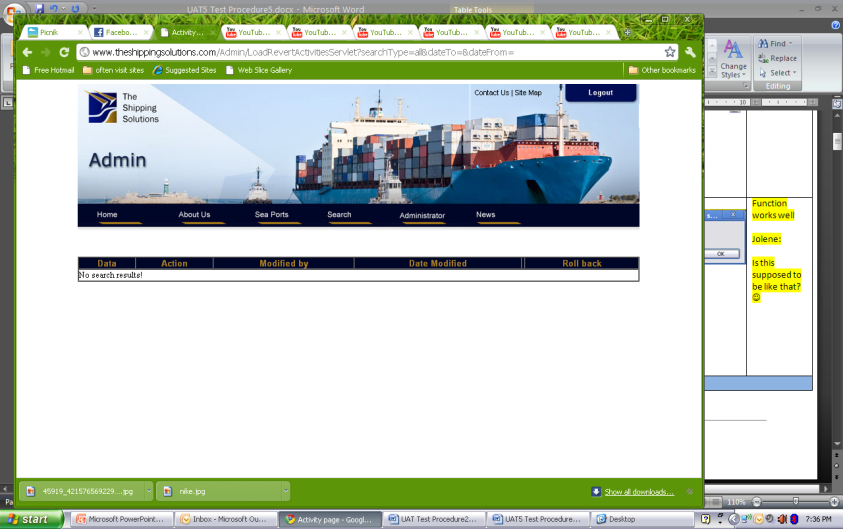 UAT5 Test Procedure5.docx - Microsoft Word
Table Tools
Picnik
Facebo...
Activity...
YouTub...
YouTub...
YouTub...
YouTub...
YouTub...
YouTub...
www.theshippingsolutions.com/Admin/LoadRevertActivitiesServlet?searchType=all&dateTo=&dateFrom=
Free Hotmail
often visit sites
Suggested Sites
Web Slice Gallery
Other bookmarks
Find
Replace
Select
Change
Styles
Editing
The
Shipping
Solutions
Contact Us | Site Map
Logout
Admin
Home
About Us
Sea Ports
Search
Administrator
News
Data
Action
Modified by
Date Modified
Roll back
No search results!
s...
OK
Function
works well
Jolene:
Is this
supposed to
be like that?
45919_421576569229....jpg
nike.jpg
Show all downloads...
Pa
110%
start
Microsoft PowerPoint...
Inbox - Microsoft Ou...
Activity page - Googl...
UAT Test Procedure2...
UAT5 Test Procedure...
Desktop
7:36 PM